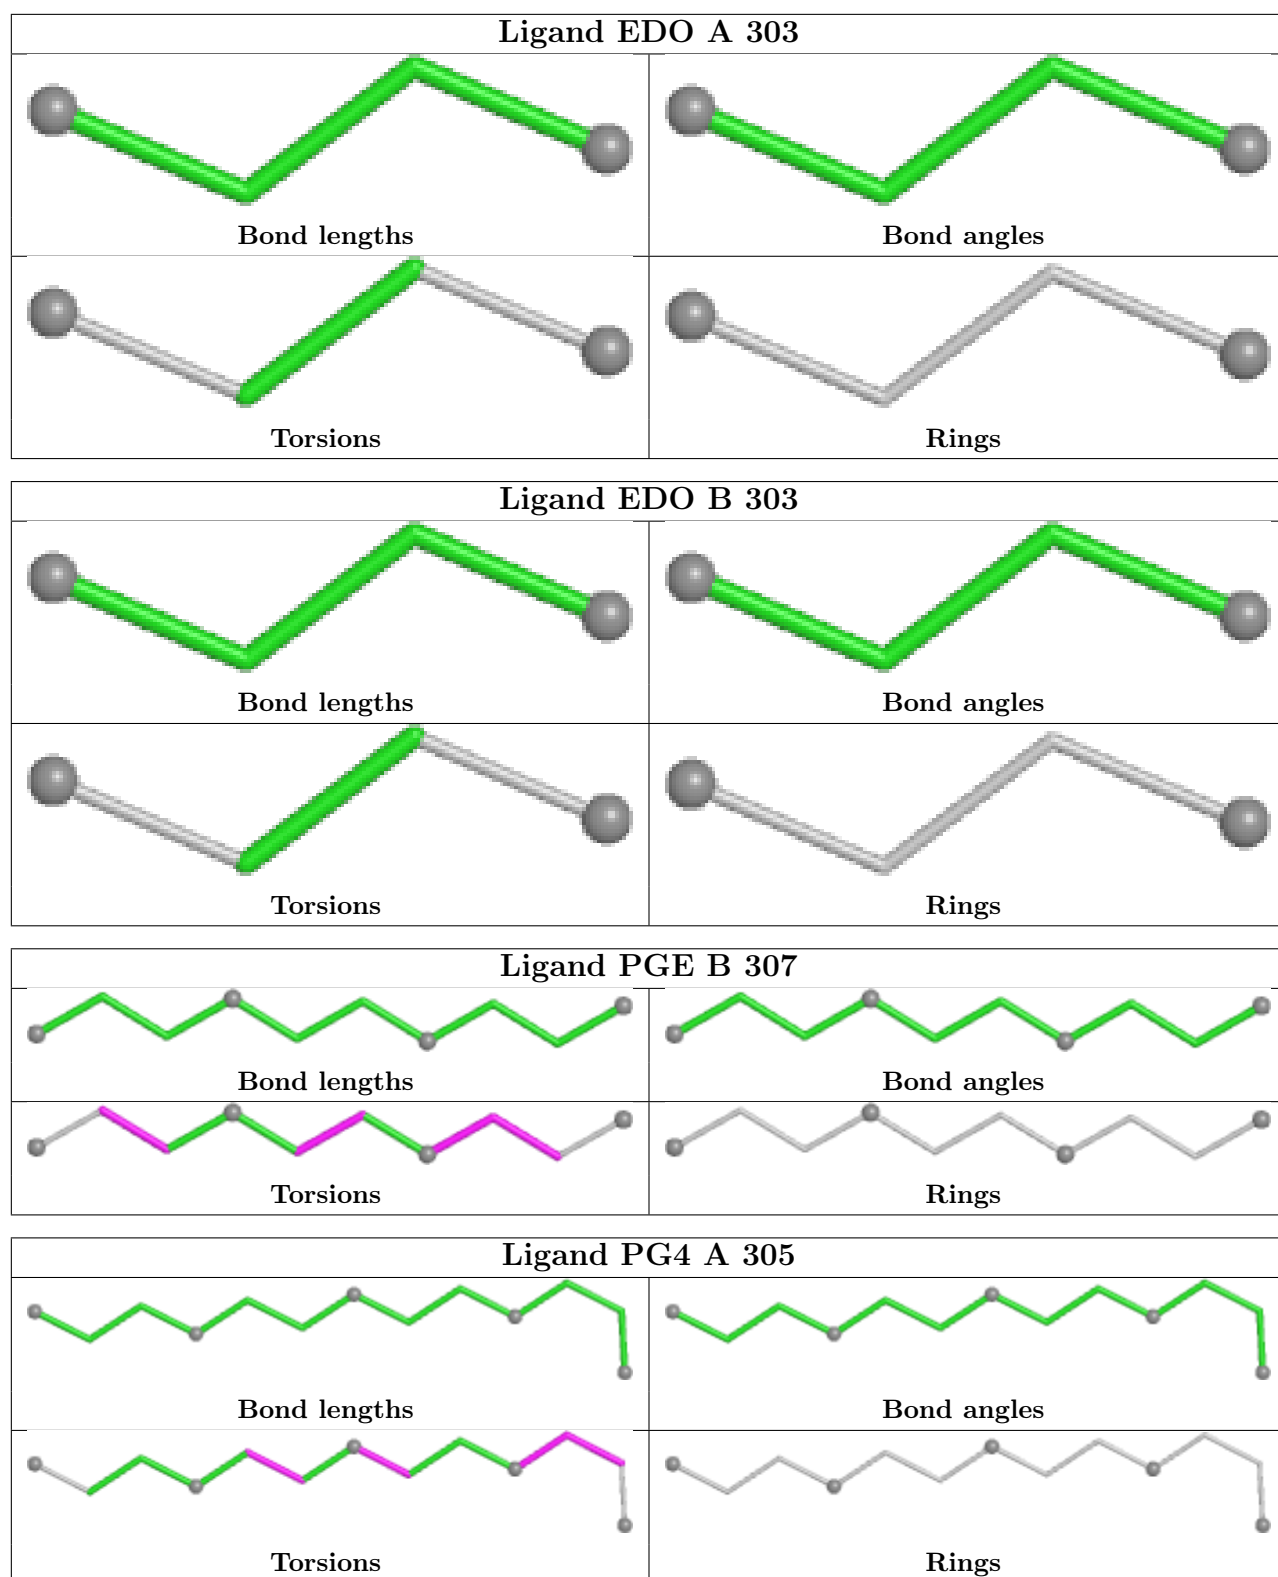 Ligand EDO A 303
Bond lengths
Bond angles
Torsions
Rings
Ligand EDO B 303
Bond lengths
Bond angles
Torsions
Rings
Ligand PGE B 307
Bond lengths
Bond angles
Torsions
Rings
Ligand PG4 A 305
Bond lengths
Bond angles
Torsions
Rings